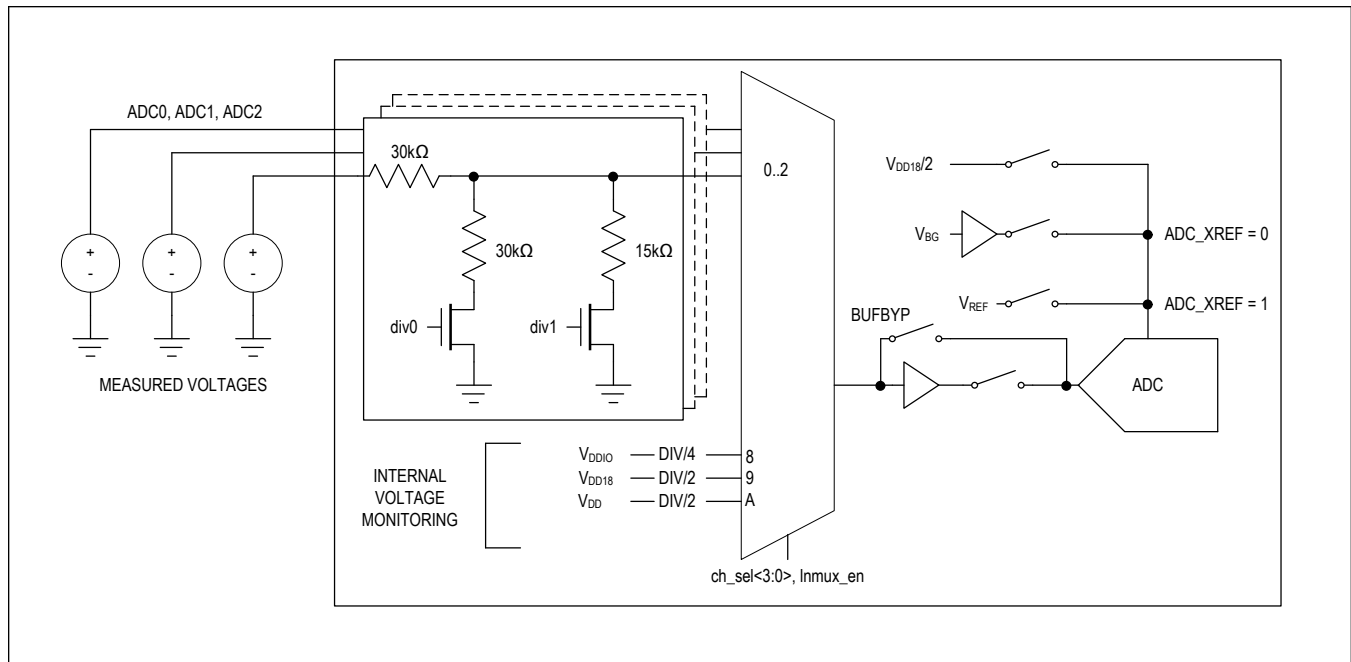 ADC0, ADC1, ADC2
30kΩ
0..2
VDD18/2
30kΩ
15kΩ
VBG
ADC_XREF = 0
+
-
+
-
+
-
VREF
ADC_XREF = 1
div0
div1
BUFBYP
MEASURED VOLTAGES
ADC
INTERNAL
VOLTAGE
MONITORING
VDDIO DIV/4 8
VDD18 DIV/2 9
VDD DIV/2 A
ch_sel<3:0>, Inmux_en